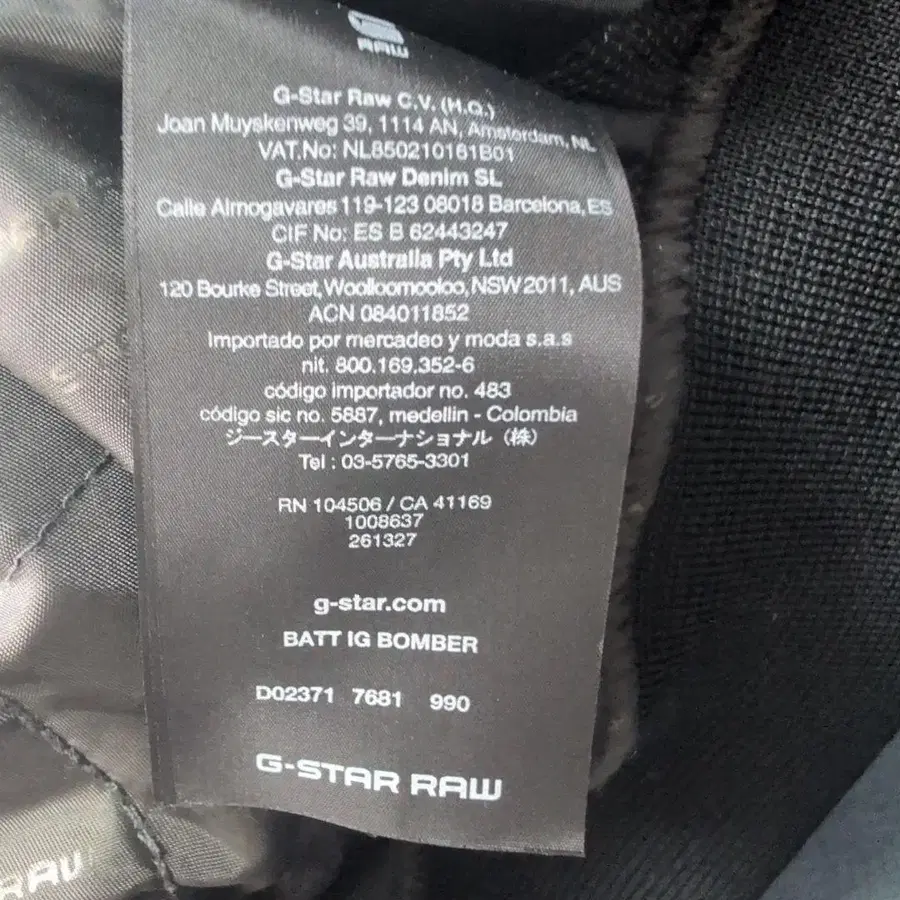 RAW
G-Star Raw C.V. (H.Q.)
Joan Muyskenweg 39, 1114 AN, Amsterdam, NL
VAT.No: NL850210161B01
G-Star Raw Denim SL
Calle Almogavares 119-123 08018 Barcelona, ES
CIF No: ES B 62443247
G-Star Australia Pty Ltd
120 Bourke Street, Woolloomooloo, NSW 2011, AUS
ACN 084011852
Importado por mercadeo y moda s.a.s
nit. 800.169.352-6
código importador no. 483
código sic no. 5887, medellin - Colombia
ジースターインターナショナル（株）
Tel : 03-5765-3301
RN 104506 / CA 41169
1008637
261327
g-star.com
BATT IG BOMBER
D02371 7681 990
G-STAR RAW
RAW